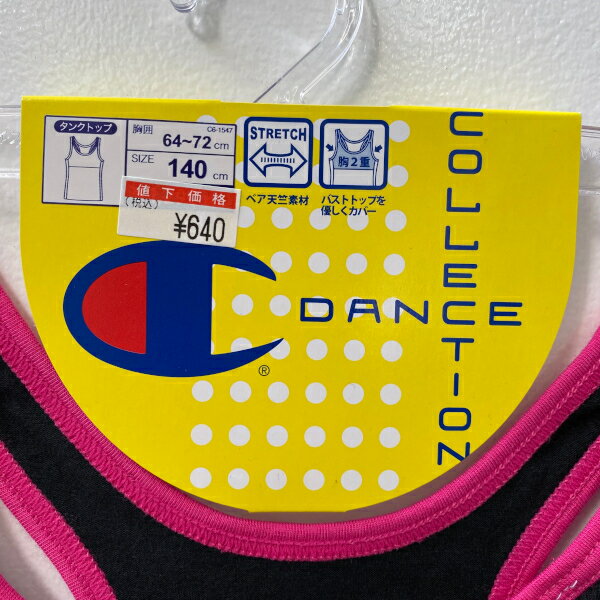 タンクトップ
胸囲
C6-1547
64~72cm
SIZE
140 cm
値下価格
(税込)
¥640
STRETCH
ベア天竺素材
胸2重
バストトップを
優しくカバー
DANCE
COLLECTION
®